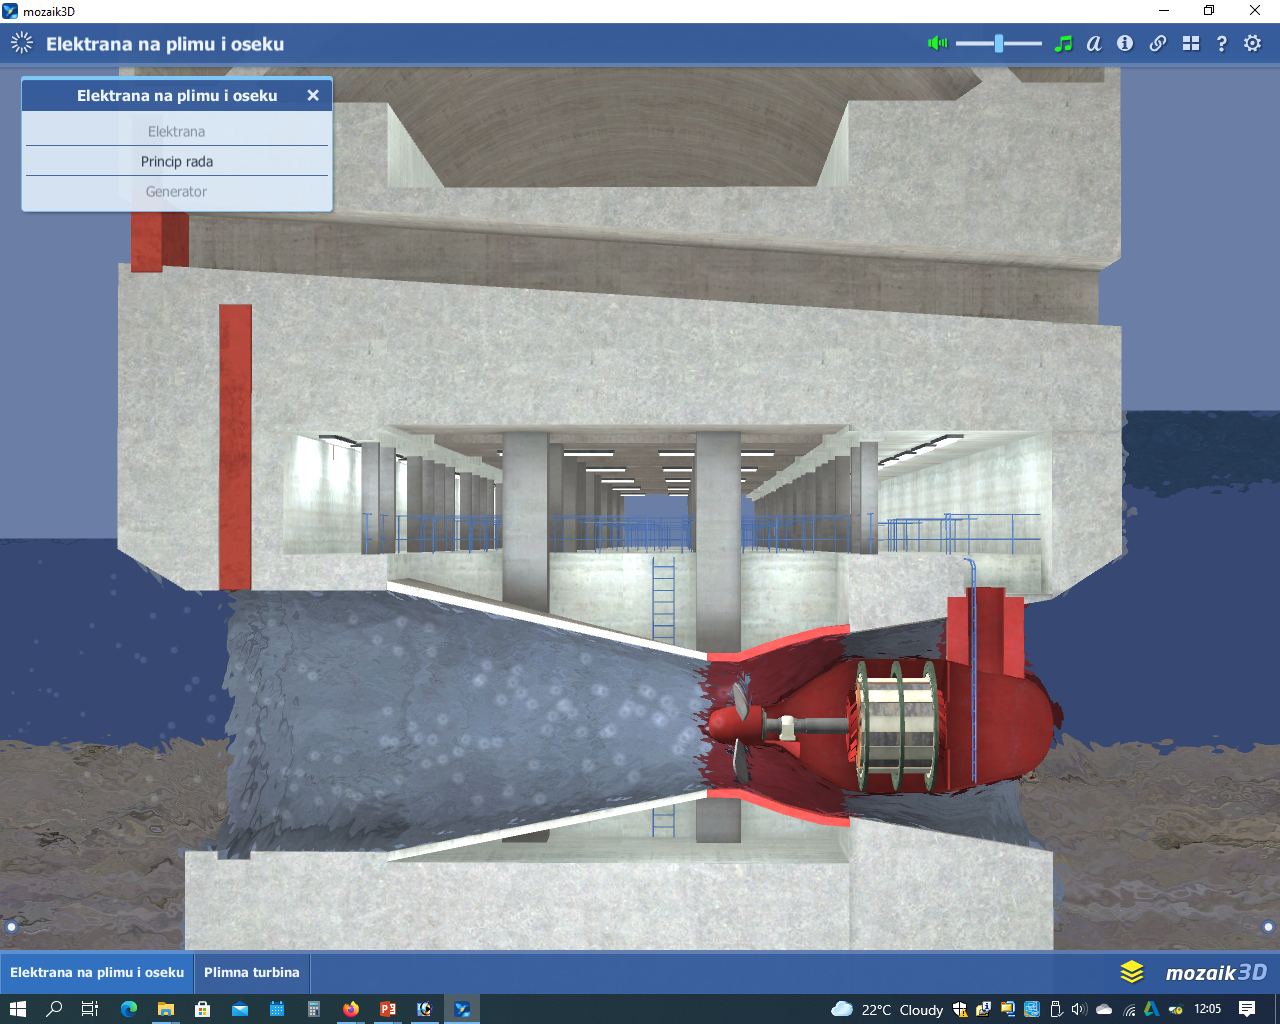 mozaik3D
Elektrana na plimu i oseku
Elektrana na plimu i oseku
Elektrana
Princip rada
Generator
Elektrana na plimu i oseku
Plimna turbina
mozaik3D
22°C Cloudy
12:05